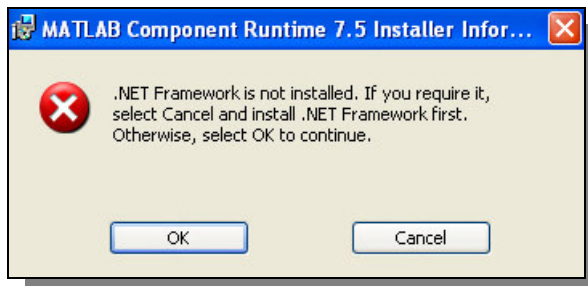 MATLAB Component Runtime 7.5 Installer Infor...
.NET Framework is not installed. If you require it,
select Cancel and install .NET Framework first.
Otherwise, select OK to continue.
OK
Cancel